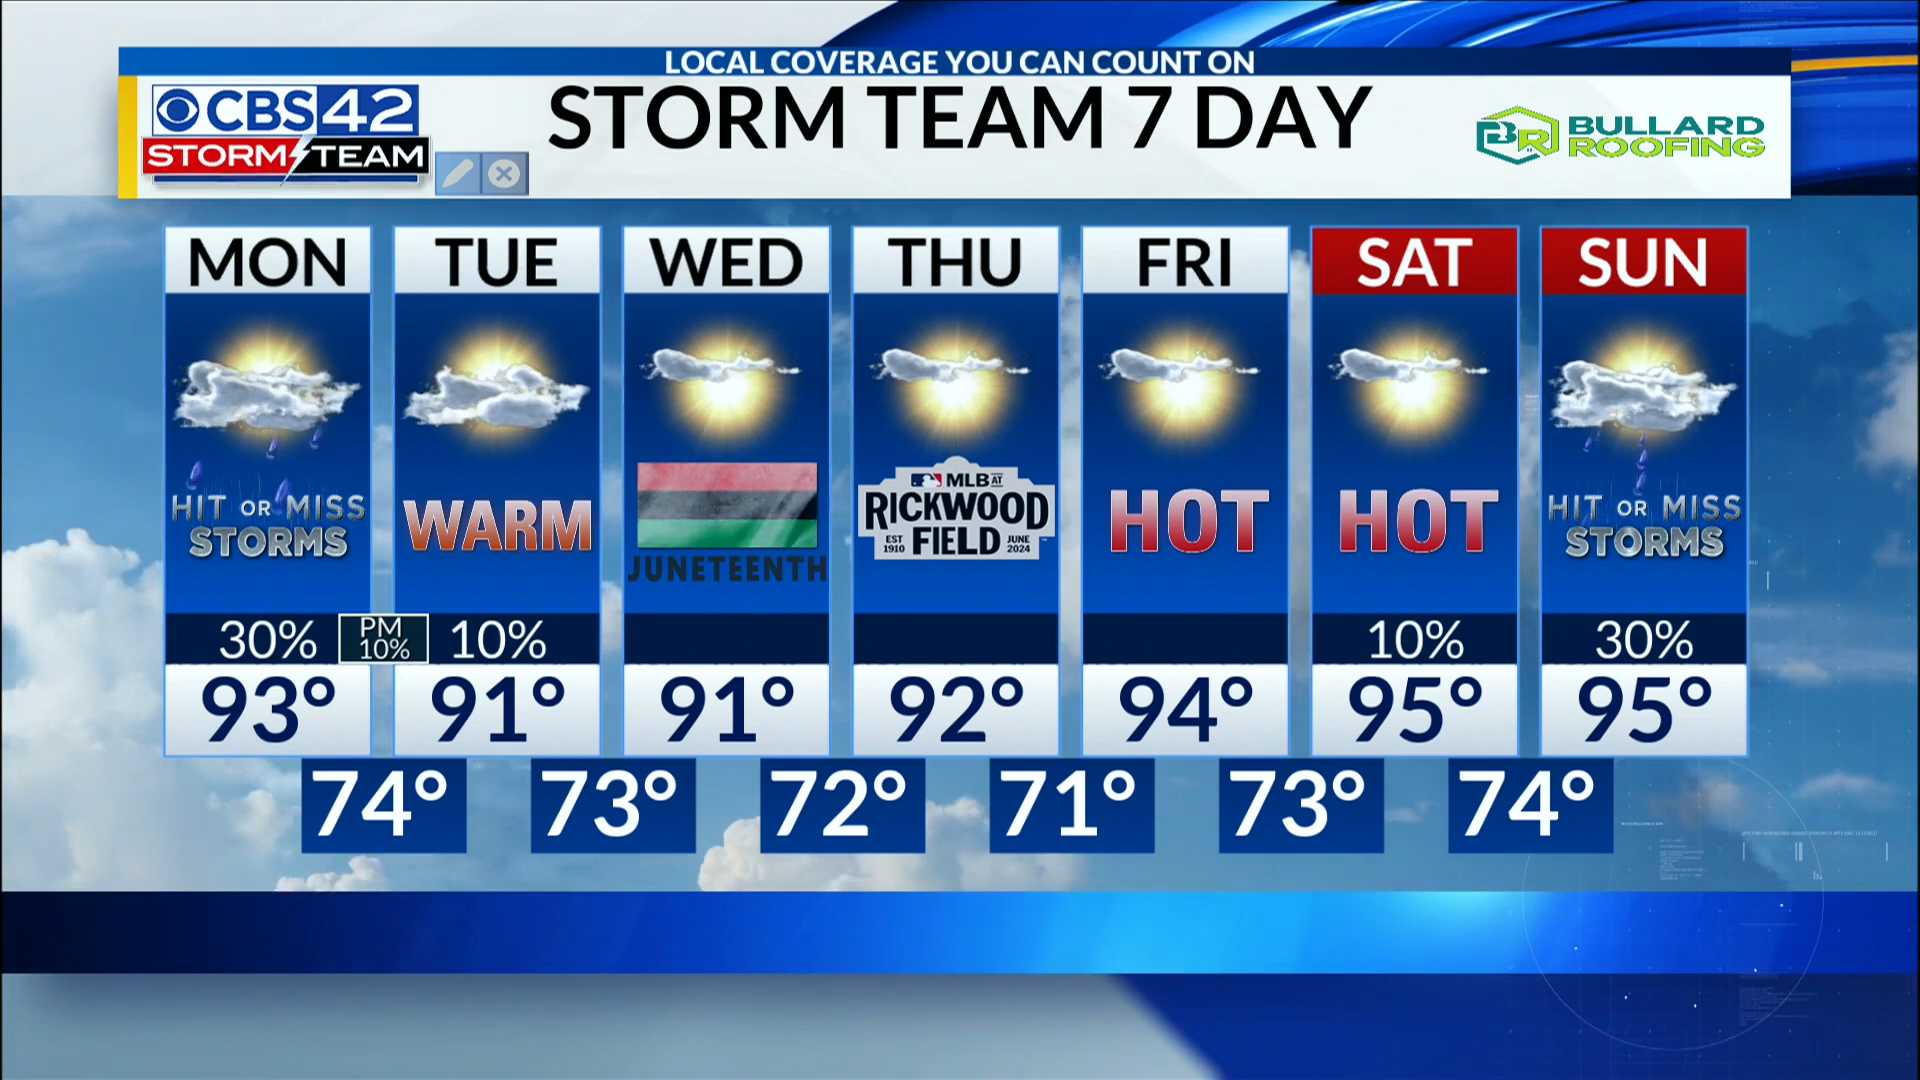 LOCAL COVERAGE YOU CAN COUNT ON
CBS 42
STORM TEAM
STORM TEAM 7 DAY
BR BULLARD
ROOFING
MON TUE WED THU FRI SAT SUN
HIT OR MISS
STORMS
WARM
JUNETEENTH
MLB AT
RICKWOOD
FIELD
EST
1910
JUNE
2024
HOT
HOT
HIT OR MISS
STORMS
30%
PM
10%
10%
10%
30%
93° 91° 91° 92° 94° 95° 95°
74° 73° 72° 71° 73° 74°